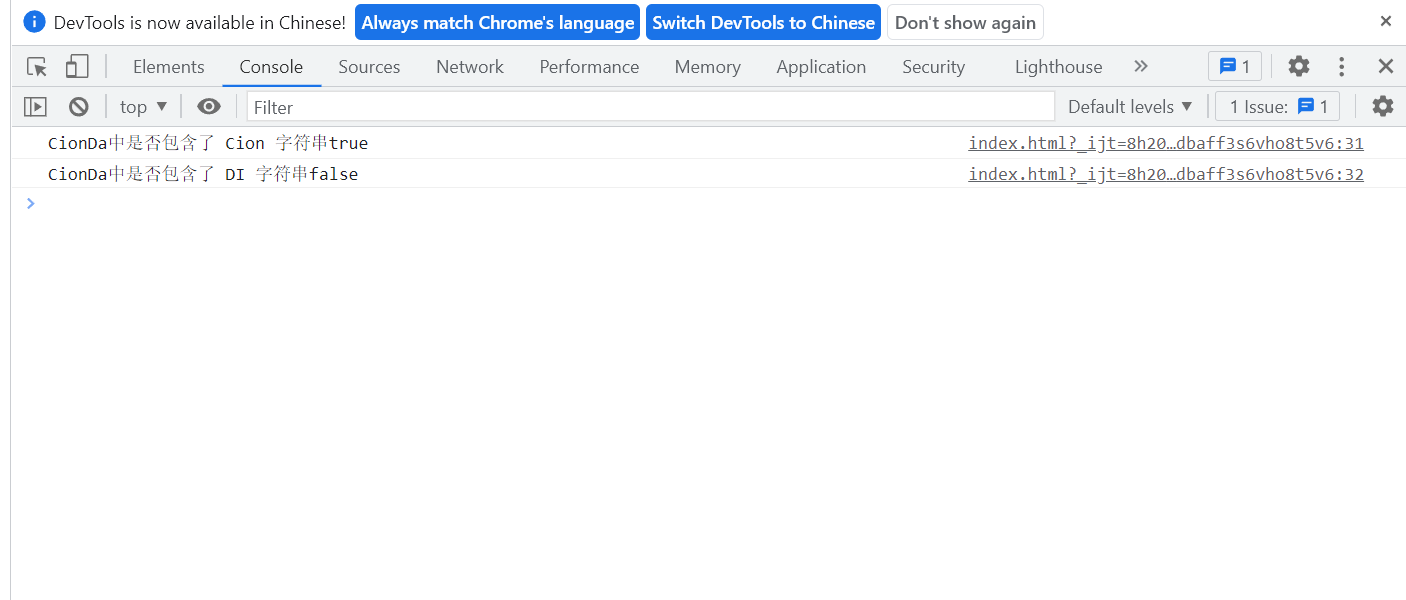 DevTools is now available in Chinese! Always match Chrome's language Switch DevTools to Chinese Don't show again
Elements Console Sources Network Performance Memory Application Security Lighthouse 1
top Filter Default levels 1 Issue: 1
CionDa中是否包含了 Cion 字符串true index.html?_ijt=8h20…dbaff3s6vho8t5v6:31
CionDa中是否包含了 DI 字符串false index.html?_ijt=8h20…dbaff3s6vho8t5v6:32